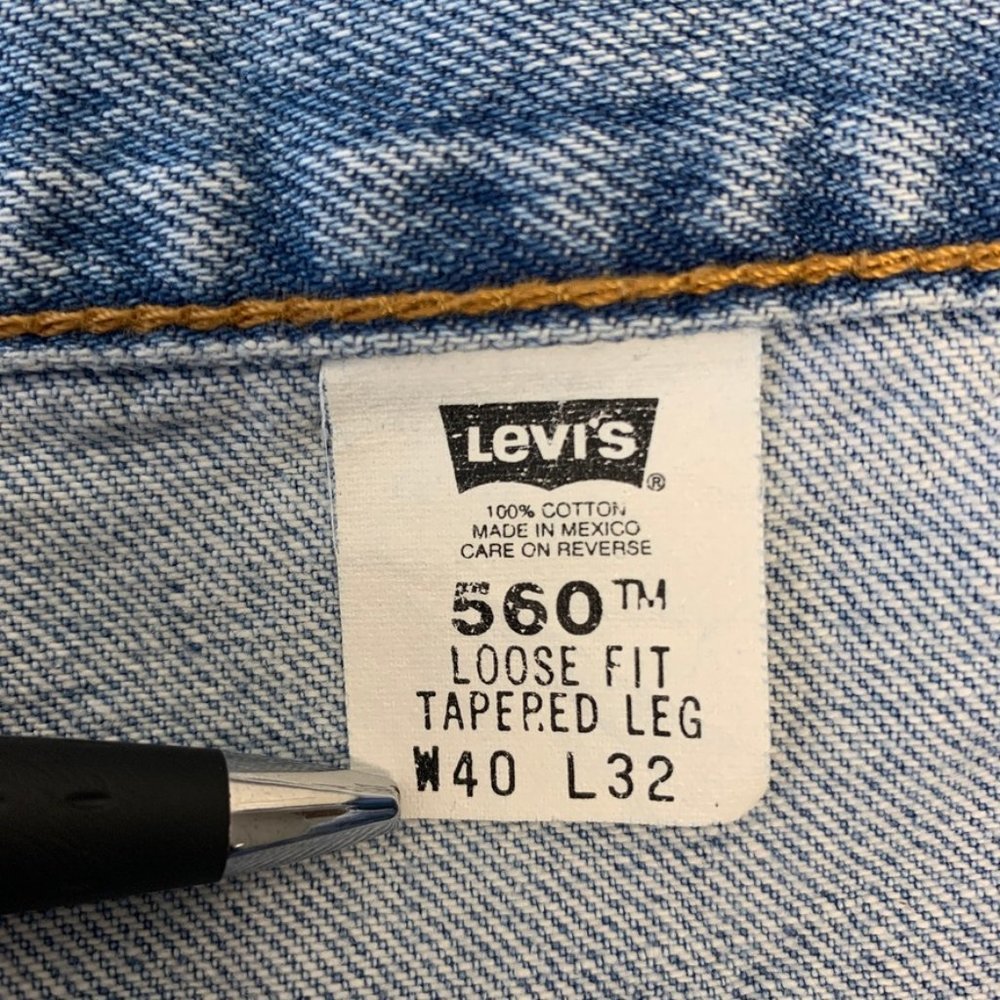 Levi's®
100% COTTON
MADE IN MEXICO
CARE ON REVERSE
560™
LOOSE FIT
TAPERED LEG
W40 L32